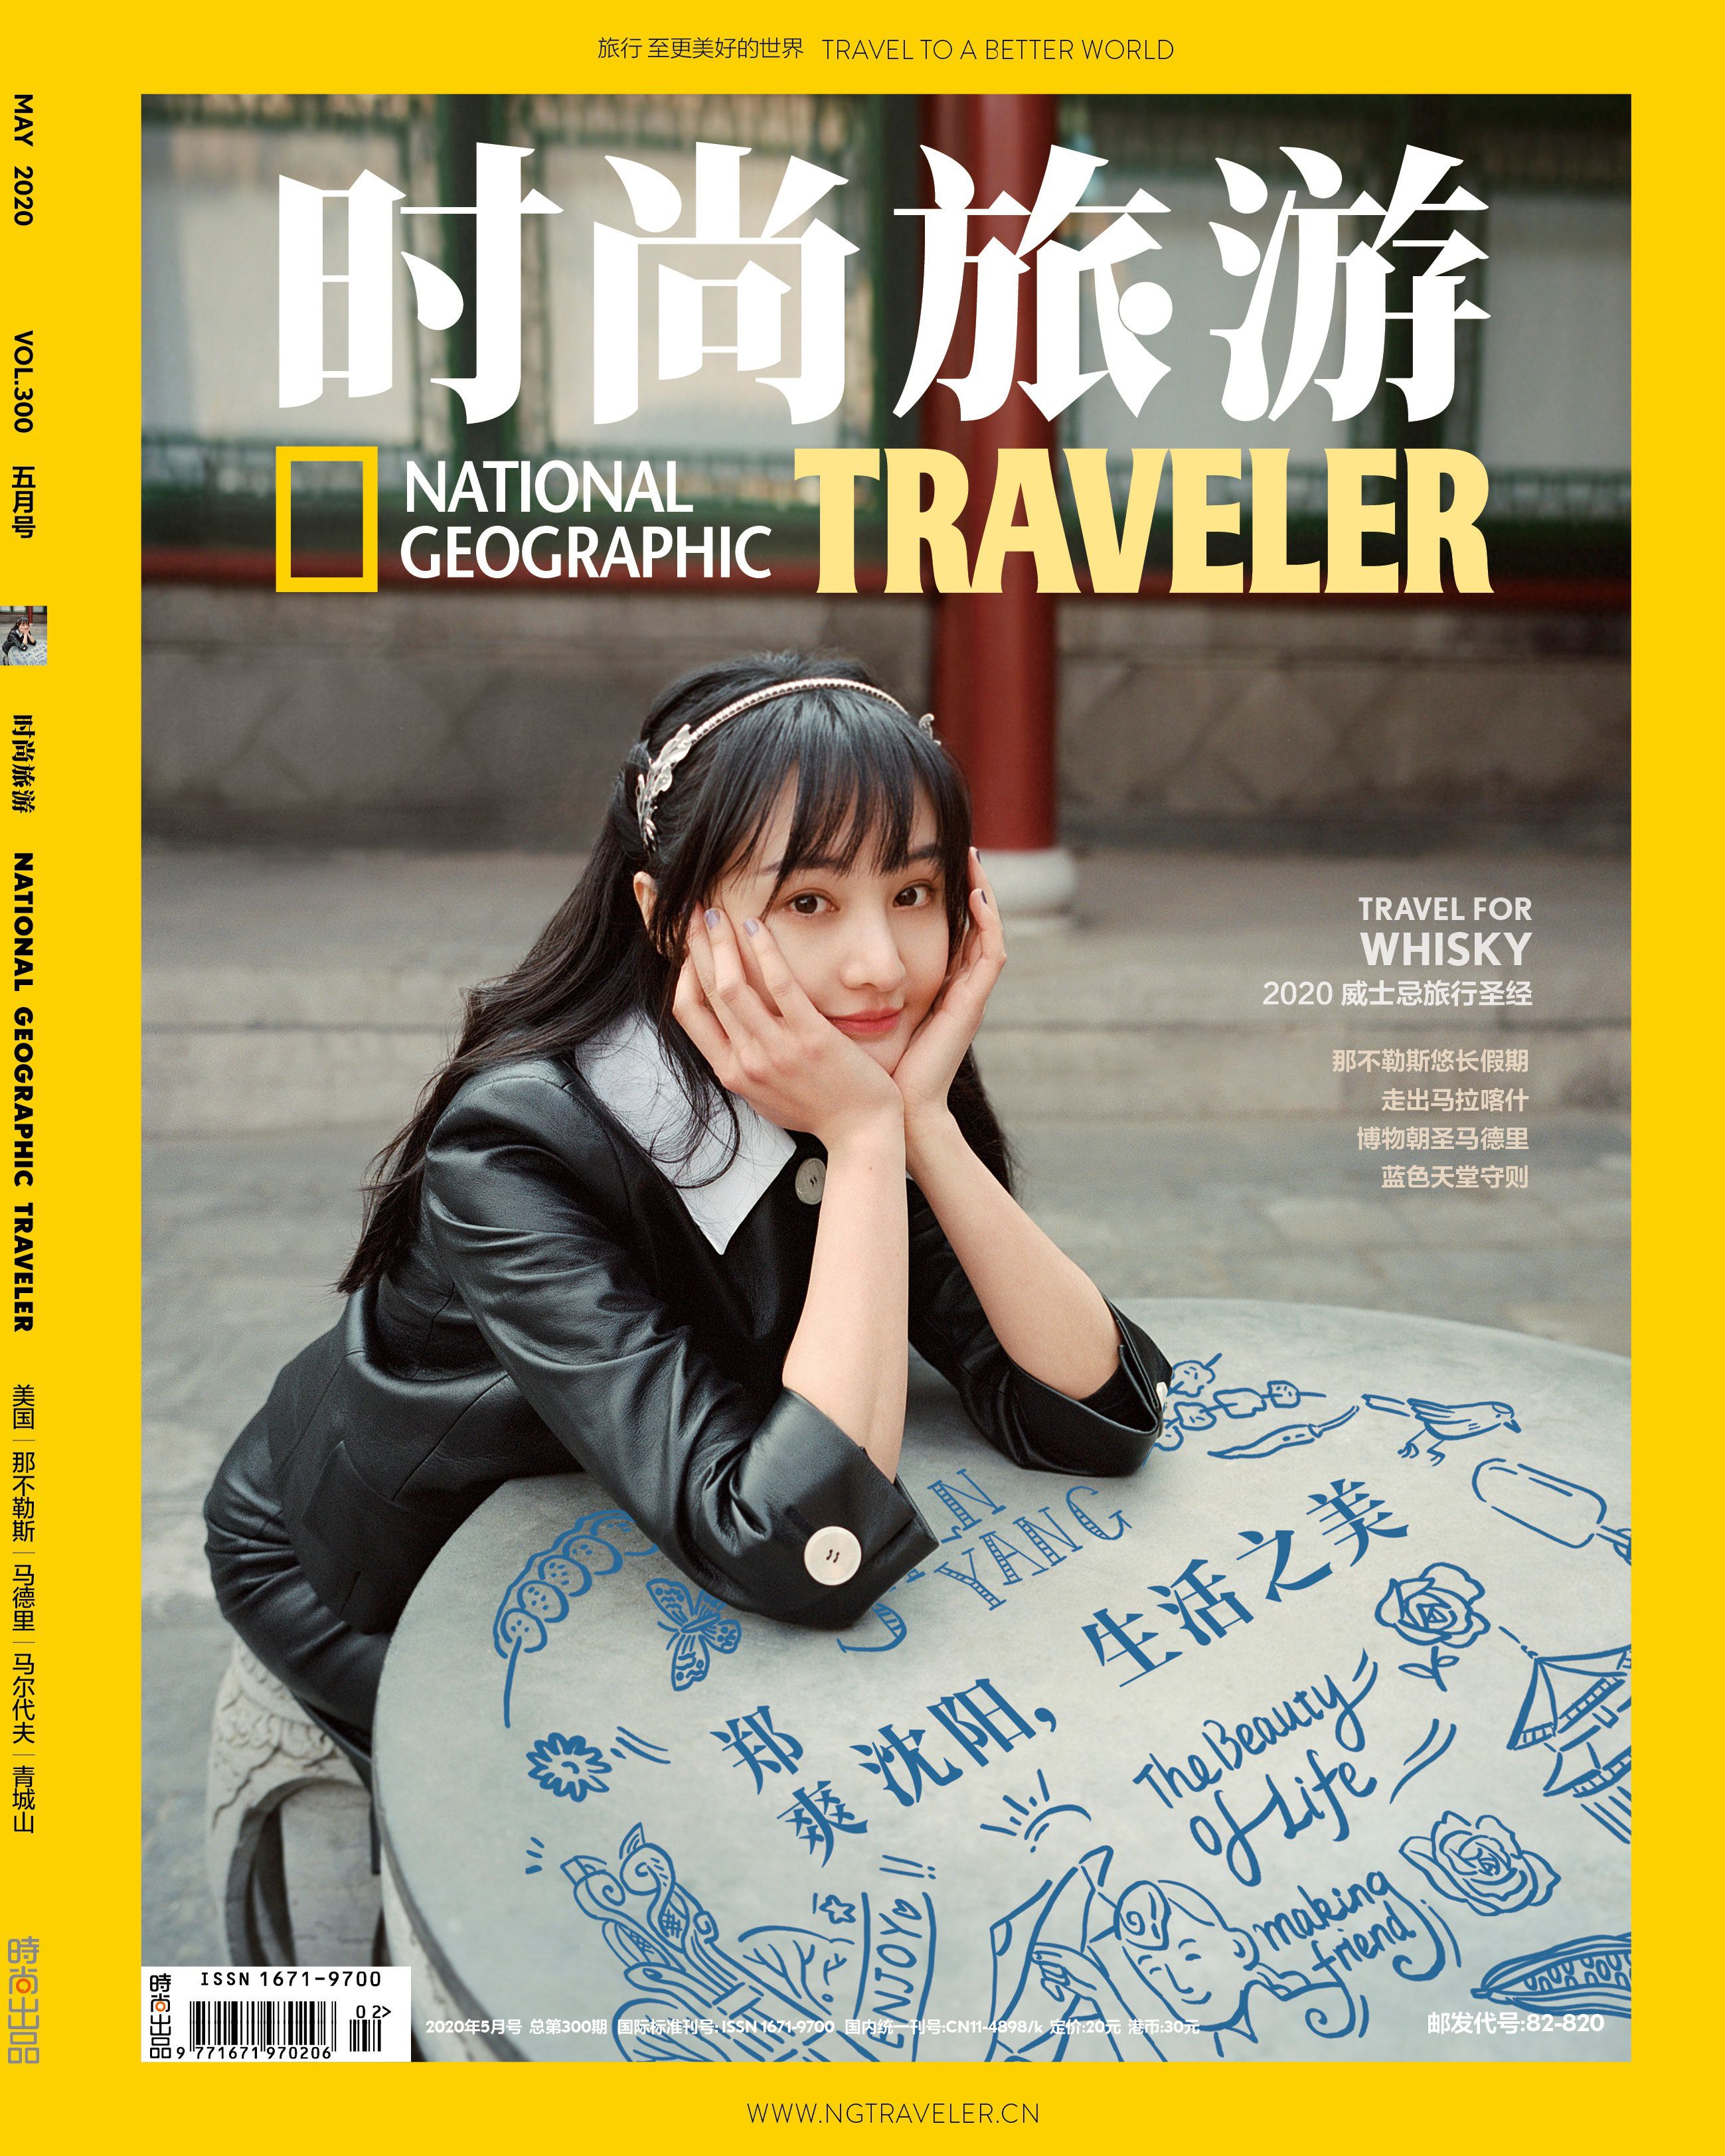 旅行 至更美好的世界 TRAVEL TO A BETTER WORLD
MAY 2020
VOL.300 五月号
时尚旅游
NATIONAL GEOGRAPHIC TRAVELER
美国 | 那不勒斯 | 马德里 | 马尔代夫 | 青城山
時尚出品
时尚旅游
NATIONAL
GEOGRAPHIC
TRAVELER
TRAVEL FOR
WHISKY
2020 威士忌旅行圣经
那不勒斯悠长假期
走出马拉喀什
博物朝圣马德里
蓝色天堂守则
YANG
郑爽
沈阳，生活之美
The Beauty
of Life
making
friend
ENJOY
時尚出品
ISSN 1671-9700
02>
9 771671 970206
2020年5月号 总第300期 国际标准刊号: ISSN 1671-9700 国内统一刊号:CN11-4898/k 定价:20元 港币:30元
邮发代号:82-820
WWW.NGTRAVELER.CN